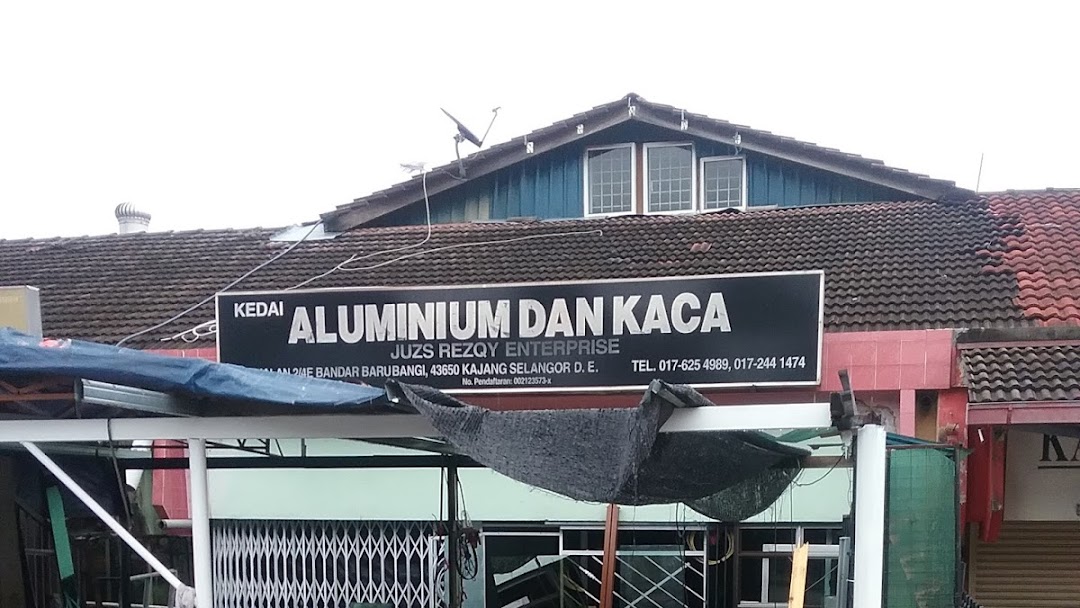 KEDAI
ALUMINIUM DAN KACA
JUZS REZQY ENTERPRISE
2/4E BANDAR BARU BANGI, 43650 KAJANG SELANGOR D. E. TEL. 017-625 4989, 017-244 1474
No. Pendaftaran: 002123573-x